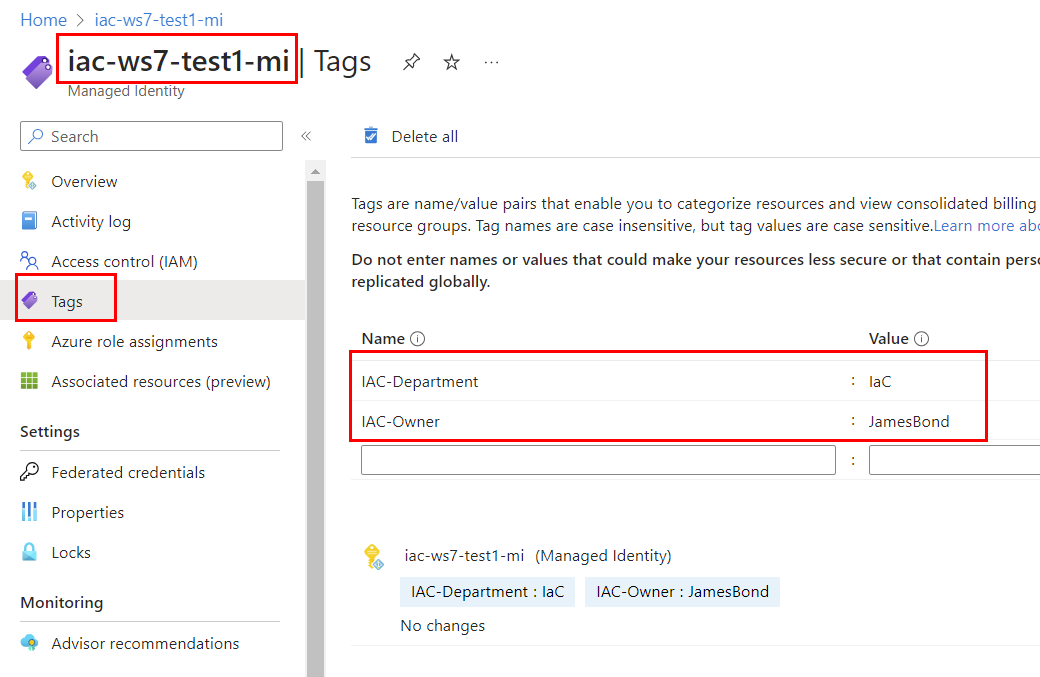 Home > iac-ws7-test1-mi
iac-ws7-test1-mi | Tags ...
Managed Identity
Search «
Delete all
Overview
Activity log
Access control (IAM)
Tags
Azure role assignments
Associated resources (preview)
Settings
Federated credentials
Properties
Locks
Monitoring
Advisor recommendations
Tags are name/value pairs that enable you to categorize resources and view consolidated billing
resource groups. Tag names are case insensitive, but tag values are case sensitive.Learn more
Do not enter names or values that could make your resources less secure or that contain
replicated globally.
Name Value
IAC-Department : IaC
IAC-Owner : JamesBond
:
iac-ws7-test1-mi (Managed Identity)
IAC-Department : IaC IAC-Owner : JamesBond
No changes